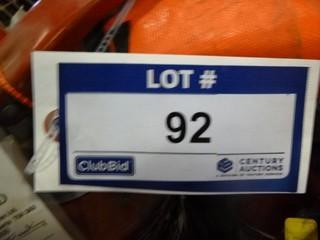 LOT #
92
ClubBid
CENTURY
AUCTIONS